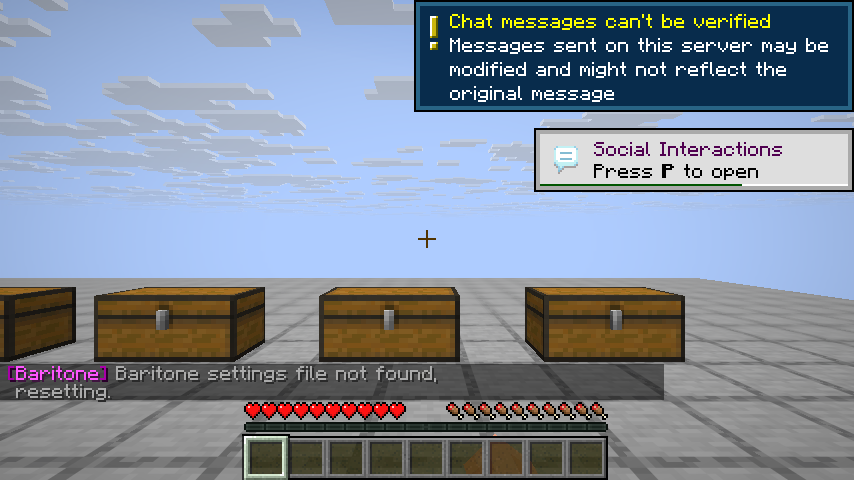 Chat messages can't be verified
Messages sent on this server may be
modified and might not reflect the
original message
Social Interactions
Press P to open
[Baritone] Baritone settings file not found,
resetting.